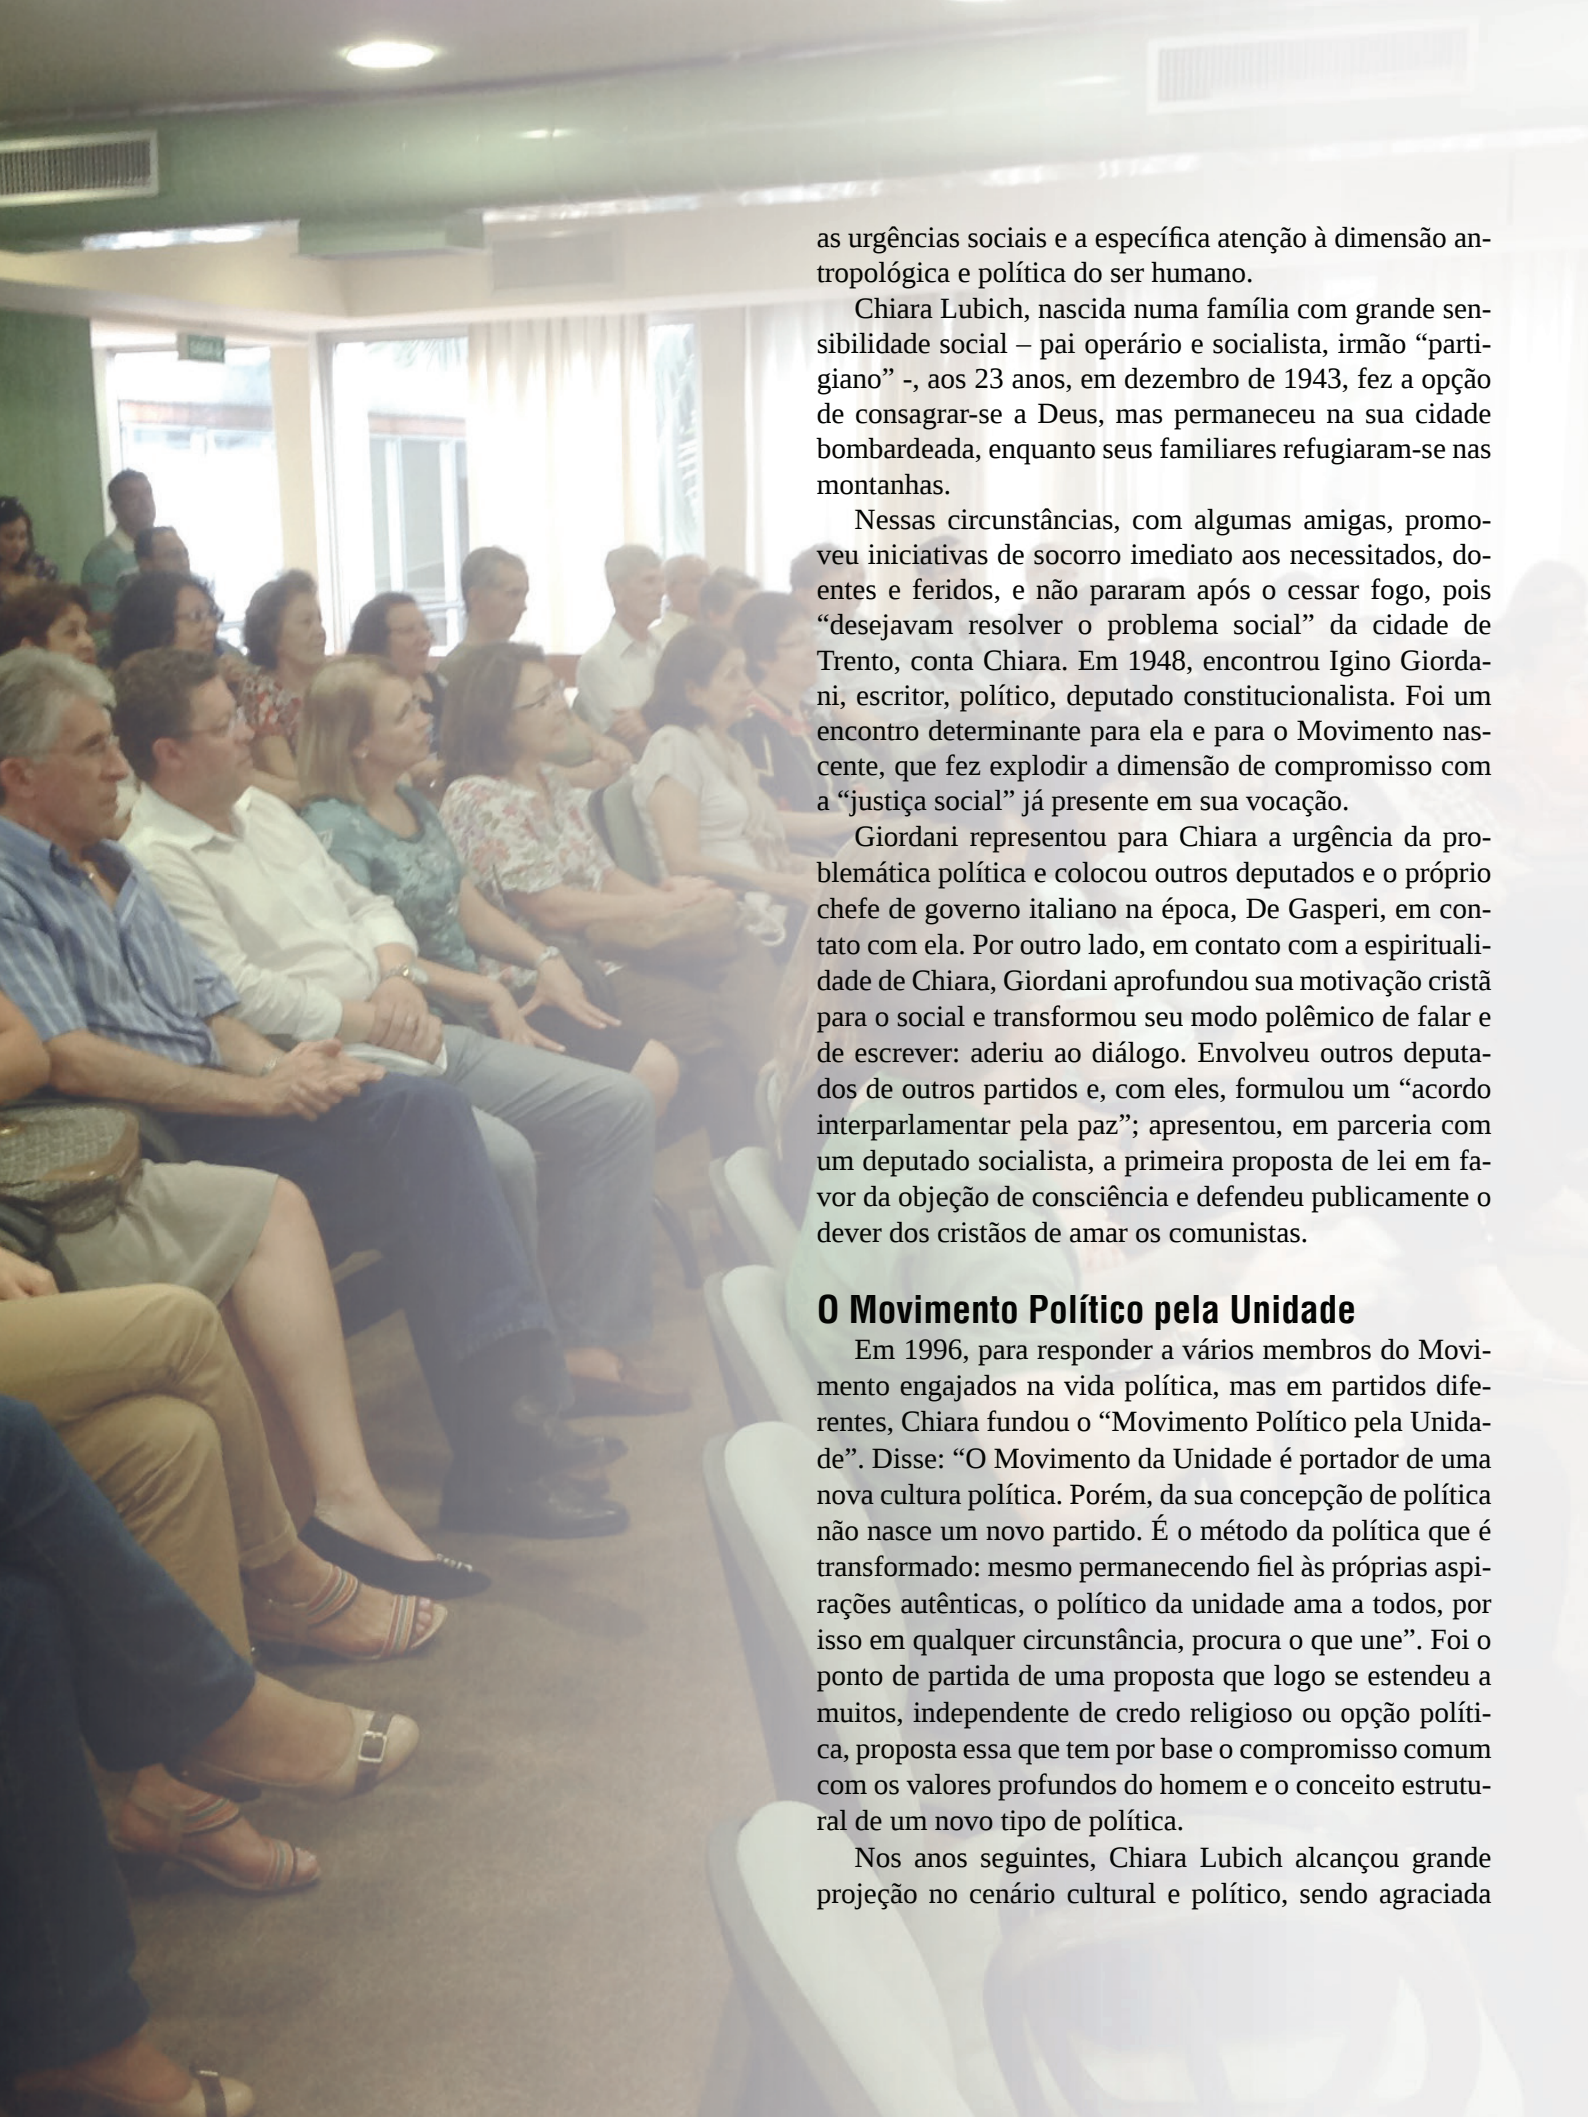 as urgências sociais e a específica atenção à dimensão an-
tropológica e política do ser humano.
Chiara Lubich, nascida numa família com grande sen-
sibilidade social – pai operário e socialista, irmão “parti-
giano” -, aos 23 anos, em dezembro de 1943, fez a opção
de consagrar-se a Deus, mas permaneceu na sua cidade
bombardeada, enquanto seus familiares refugiaram-se nas
montanhas.
Nessas circunstâncias, com algumas amigas, promo-
veu iniciativas de socorro imediato aos necessitados, do-
entes e feridos, e não pararam após o cessar fogo, pois
“desejavam resolver o problema social” da cidade de
Trento, conta Chiara. Em 1948, encontrou Igino Giorda-
ni, escritor, político, deputado constitucionalista. Foi um
encontro determinante para ela e para o Movimento nas-
cente, que fez explodir a dimensão de compromisso com
a “justiça social” já presente em sua vocação.
Giordani representou para Chiara a urgência da pro-
blemática política e colocou outros deputados e o próprio
chefe de governo italiano na época, De Gasperi, em con-
tato com ela. Por outro lado, em contato com a espirituali-
dade de Chiara, Giordani aprofundou sua motivação cristã
para o social e transformou seu modo polêmico de falar e
de escrever: aderiu ao diálogo. Envolveu outros deputa-
dos de outros partidos e, com eles, formulou um “acordo
interparlamentar pela paz”; apresentou, em parceria com
um deputado socialista, a primeira proposta de lei em fa-
vor da objeção de consciência e defendeu publicamente o
dever dos cristãos de amar os comunistas.
O Movimento Político pela Unidade
Em 1996, para responder a vários membros do Movi-
mento engajados na vida política, mas em partidos dife-
rentes, Chiara fundou o “Movimento Político pela Unida-
de”. Disse: “O Movimento da Unidade é portador de uma
nova cultura política. Porém, da sua concepção de política
não nasce um novo partido. É o método da política que é
transformado: mesmo permanecendo fiel às próprias aspi-
rações autênticas, o político da unidade ama a todos, por
isso em qualquer circunstância, procura o que une”. Foi o
ponto de partida de uma proposta que logo se estendeu a
muitos, independente de credo religioso ou opção políti-
ca, proposta essa que tem por base o compromisso comum
com os valores profundos do homem e o conceito estrutu-
ral de um novo tipo de política.
Nos anos seguintes, Chiara Lubich alcançou grande
projeção no cenário cultural e político, sendo agraciada